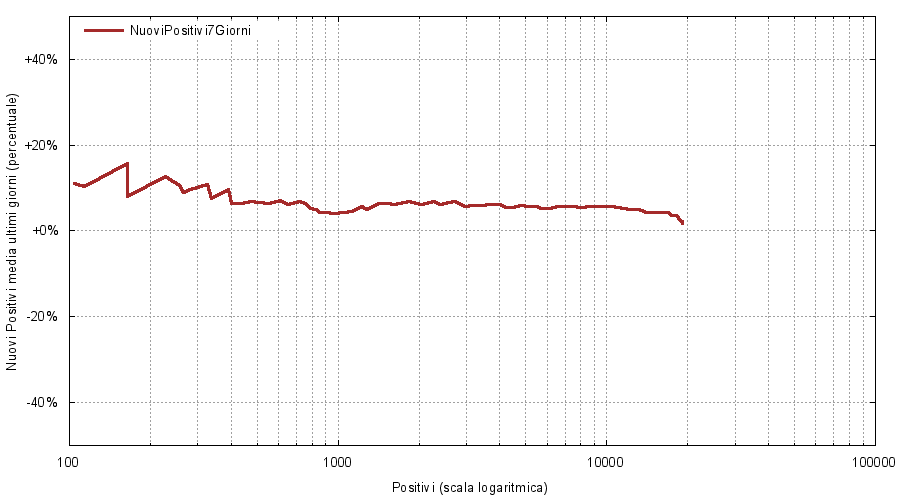 NuoviPositivi7Giorni
+40%
+20%
+0%
-20%
-40%
Nuovi Positivi media ultimi giorni (percentuale)
100 1000 10000 100000
Positivi (scala logaritmica)